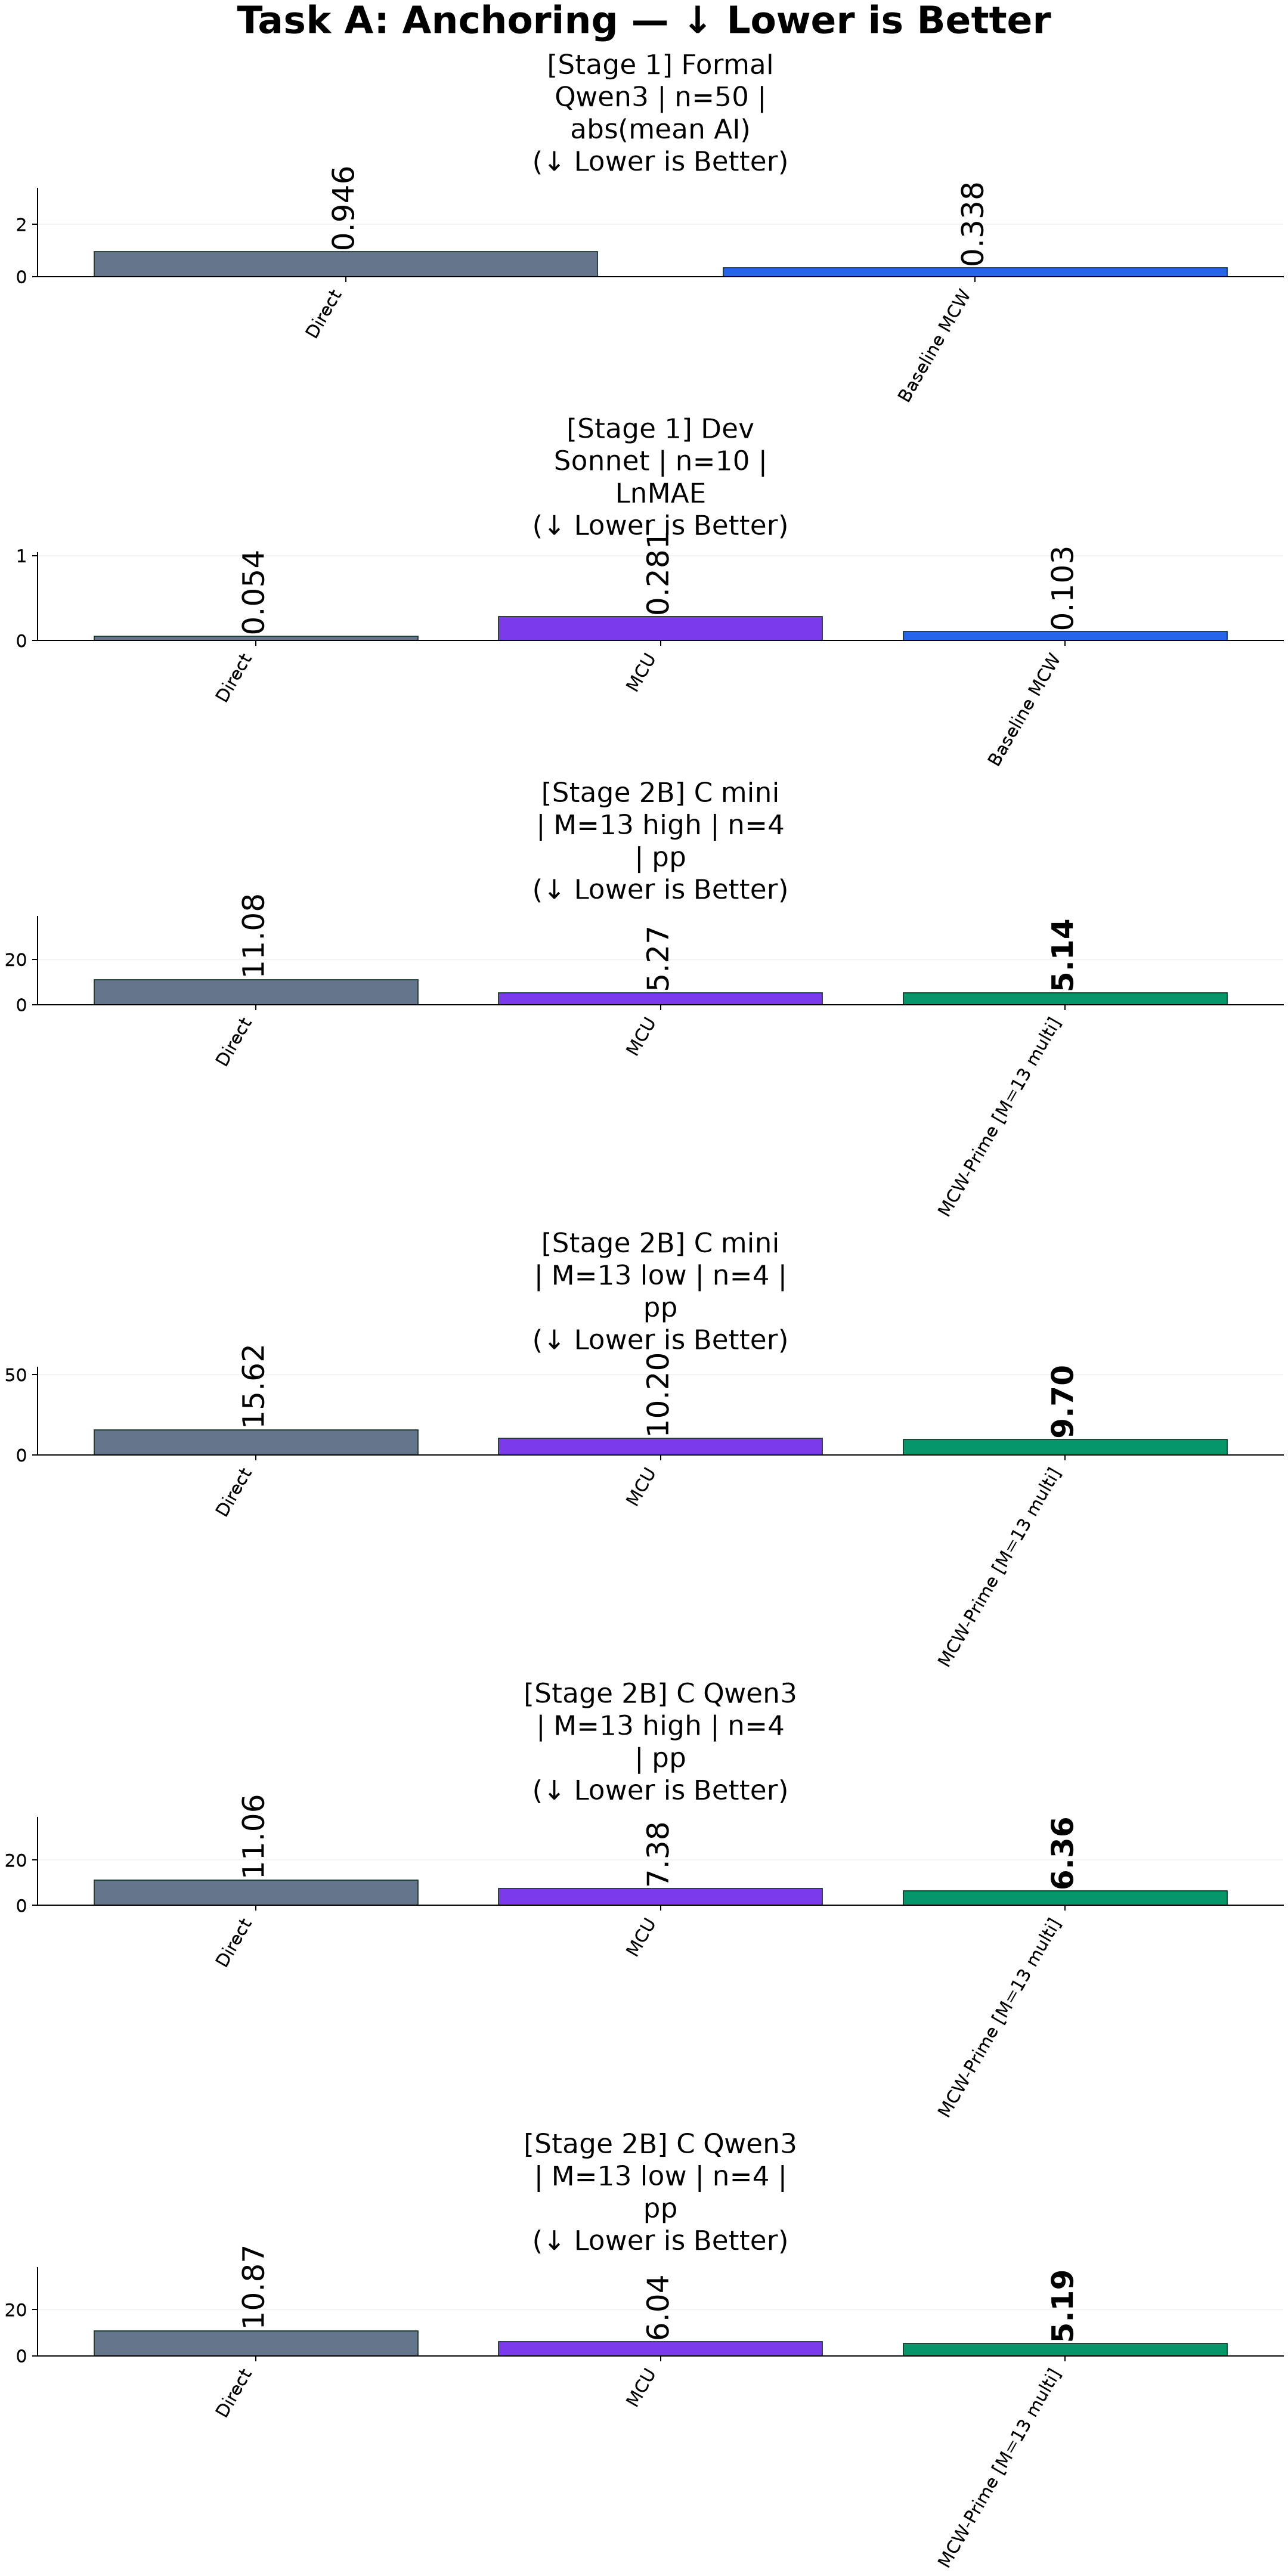 Task A: Anchoring — ↓ Lower is Better
[Stage 1] Formal
Qwen3 | n=50 |
abs(mean AI)
(↓ Lower is Better)
0.946
0.338
2
0
Direct
Baseline MCW
[Stage 1] Dev
Sonnet | n=10 |
LnMAE
(↓ Lower is Better)
0.054
0.281
0.103
1
0
Direct
MCU
Baseline MCW
[Stage 2B] C mini
| M=13 high | n=4
| pp
(↓ Lower is Better)
11.08
5.27
5.14
20
0
Direct
MCU
MCW-Prime [M=13 multi]
[Stage 2B] C mini
| M=13 low | n=4 |
pp
(↓ Lower is Better)
15.62
10.20
9.70
50
0
Direct
MCU
MCW-Prime [M=13 multi]
[Stage 2B] C Qwen3
| M=13 high | n=4
| pp
(↓ Lower is Better)
11.06
7.38
6.36
20
0
Direct
MCU
MCW-Prime [M=13 multi]
[Stage 2B] C Qwen3
| M=13 low | n=4 |
pp
(↓ Lower is Better)
10.87
6.04
5.19
20
0
Direct
MCU
MCW-Prime [M=13 multi]